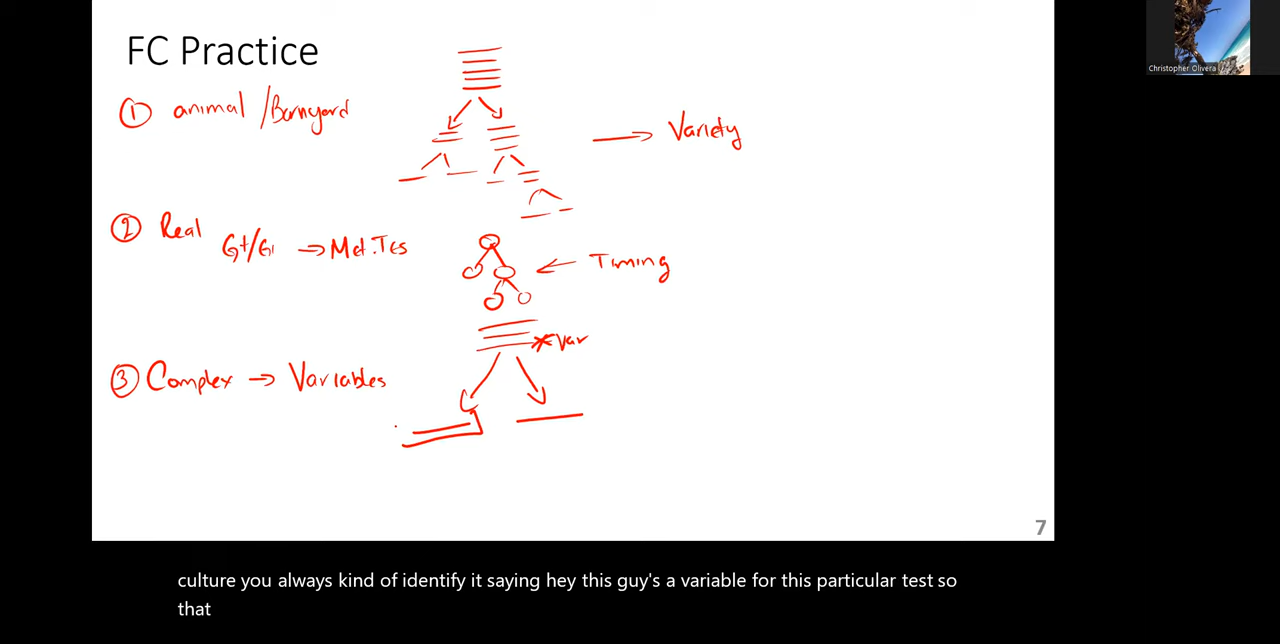 FC Practice
① animal / Barnyard
→ Variety
② Real
Gt/G → Met. Tes
← Timing
*Var
③ Complex → Variables
7
Christopher Olivera
culture you always kind of identify it saying hey this guy's a variable for this particular test so
that